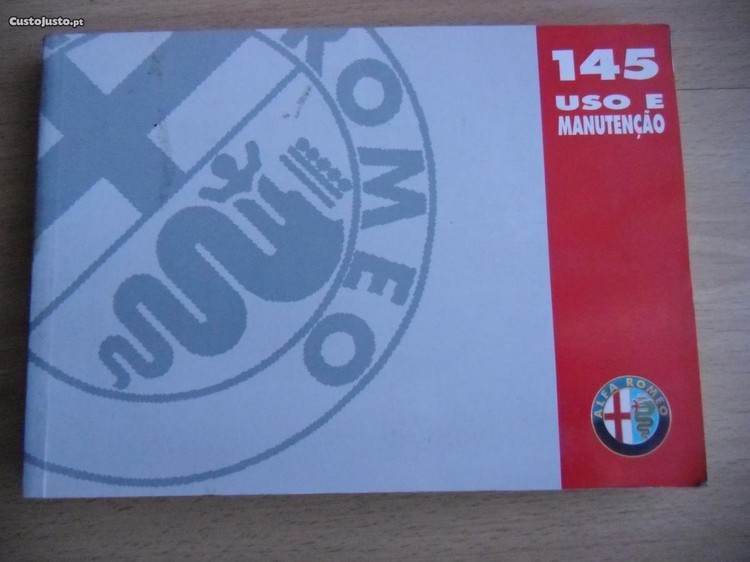 CustoJusto.pt
145
USO E
MANUTENÇÃO
ROMEO
ALFA ROMEO